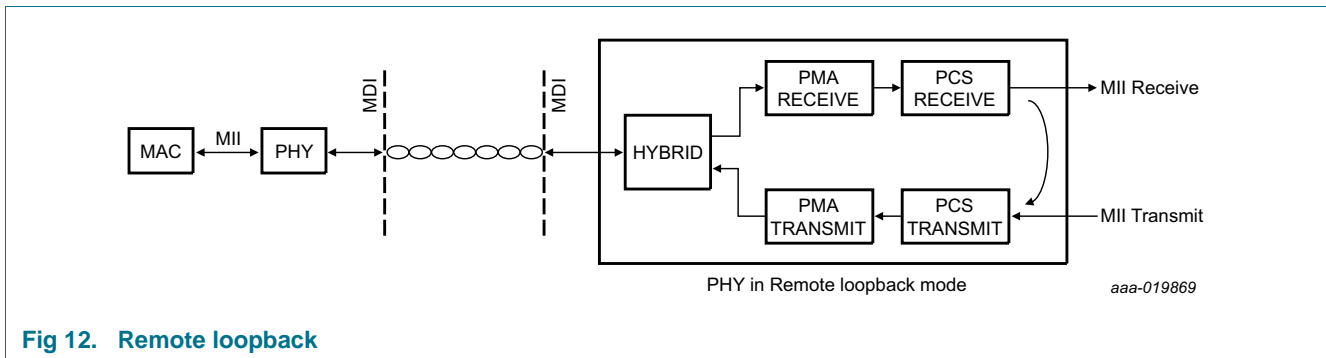 MAC
MII
PHY
MDI
MDI
HYBRID
PMA
RECEIVE
PCS
RECEIVE
MII Receive
PMA
TRANSMIT
PCS
TRANSMIT
MII Transmit
PHY in Remote loopback mode
aaa-019869
Fig 12. Remote loopback